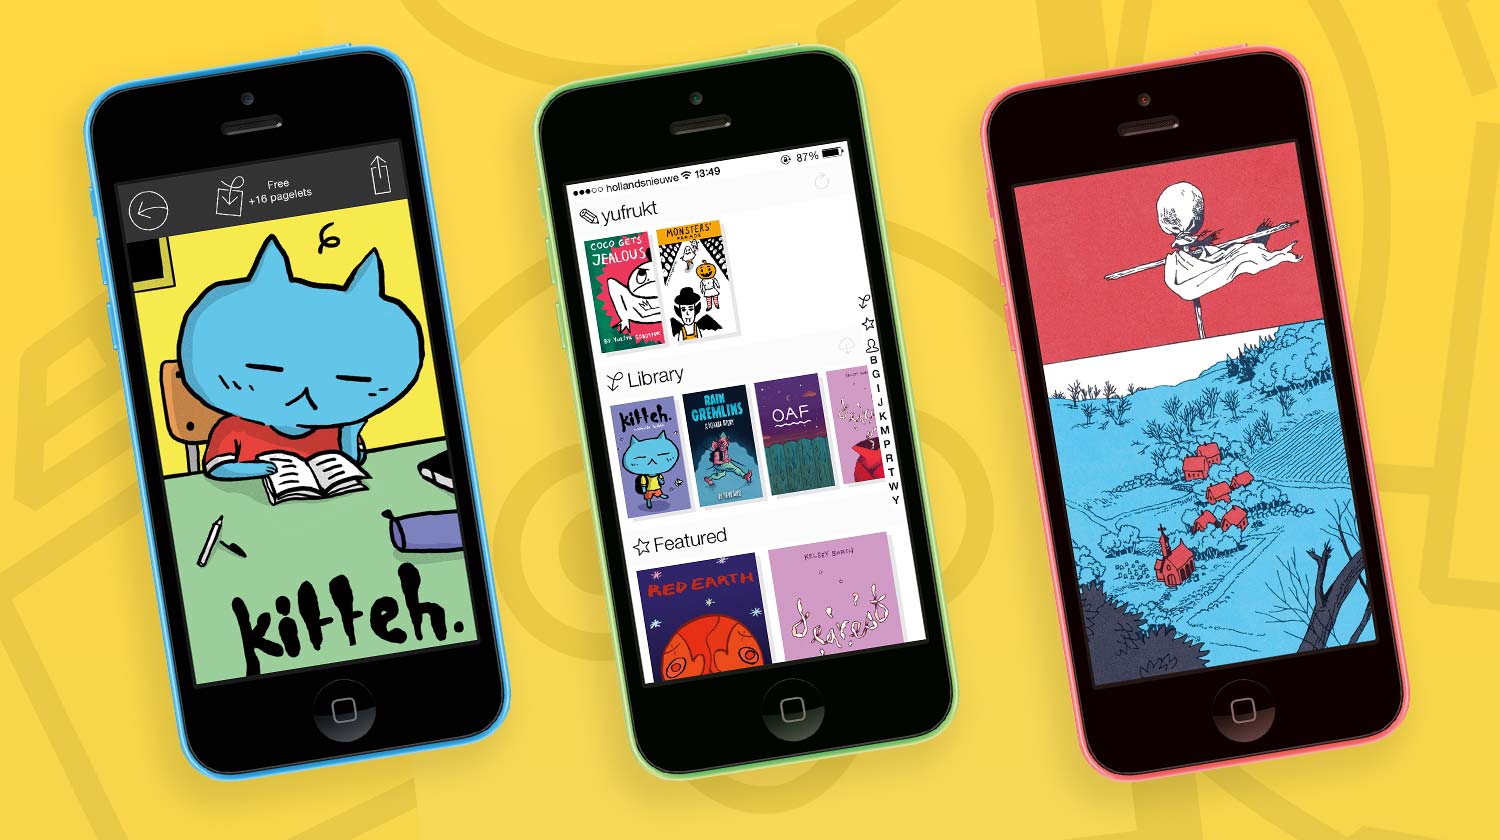 Free
+16 pagelets
kitteh.
hollandsnieuwe 13:49 87%
yufrukt
COCO GETS
JEALOUS
MONSTERS'
PARADE
Library
kitteh.
RAIN
GREMLINS
OAF
Featured
RED EARTH
KELSEY BORCH
dearest
B
G
I
J
K
M
P
R
T
W
Y